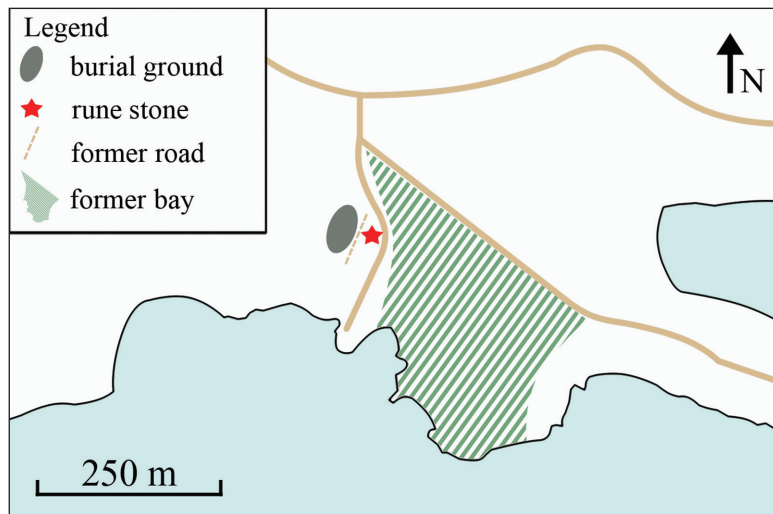 Legend
burial ground
rune stone
former road
former bay
N
250 m